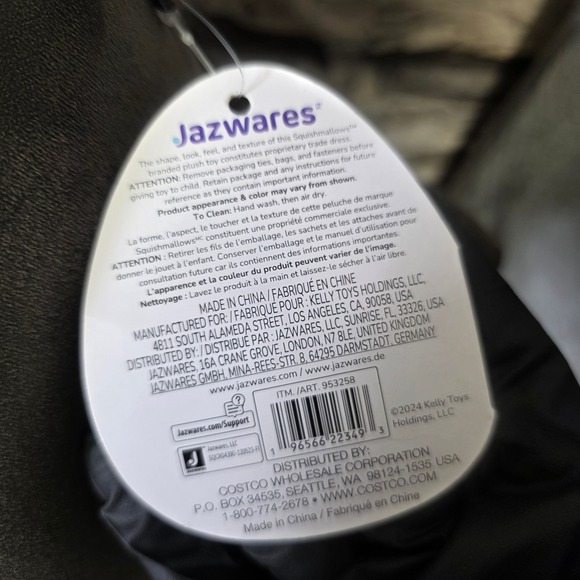 Jazwares
The shape, look, feel, and texture of this Squishmallows™
branded plush toy constitutes proprietary trade dress.
ATTENTION: Remove packaging ties, bags, and fasteners before
giving toy to child. Retain package and any instructions for future
reference as they contain important information.
Product appearance & color may vary from shown.
To Clean: Hand wash, then air dry.
La forme, l'aspect, le toucher et la texture de cette peluche de marque
Squishmallowsᴹᶜ constituent une propriété commerciale exclusive.
ATTENTION : Retirer les fils de l'emballage, les sachets et les attaches avant de
donner le jouet à l'enfant. Conserver l'emballage et le manuel d'utilisation pour
consultation future car ils contiennent des informations importantes.
L'apparence et la couleur du produit peuvent varier de l'image.
Nettoyage : Lavez le produit à la main et laissez-le sécher à l'air libre.
MADE IN CHINA / FABRIQUÉ EN CHINE
MANUFACTURED FOR: / FABRIQUÉ POUR : KELLY TOYS HOLDINGS, LLC,
4811 SOUTH ALAMEDA STREET, LOS ANGELES, CA 90058, USA
DISTRIBUTED BY: / DISTRIBUÉ PAR : JAZWARES, LLC, SUNRISE, FL, 33326, USA
JAZWARES, 16A CRANE GROVE, LONDON, N7 8LE, UNITED KINGDOM
JAZWARES GMBH, MINA-REES-STR. 8, 64295 DARMSTADT, GERMANY
www.jazwares.com / www.jazwares.de
Jazwares.com/Support
Jazwares, LLC
JAZWARES
ITM. /ART. 953258
1 96566 22349 3
©2024 Kelly Toys
Holdings, LLC
DISTRIBUTED BY:
COSTCO WHOLESALE CORPORATION
P.O. BOX 34535, SEATTLE, WA 98124-1535 USA
1-800-774-2678 • WWW.COSTCO.COM
Made in China / Fabriqué en Chine